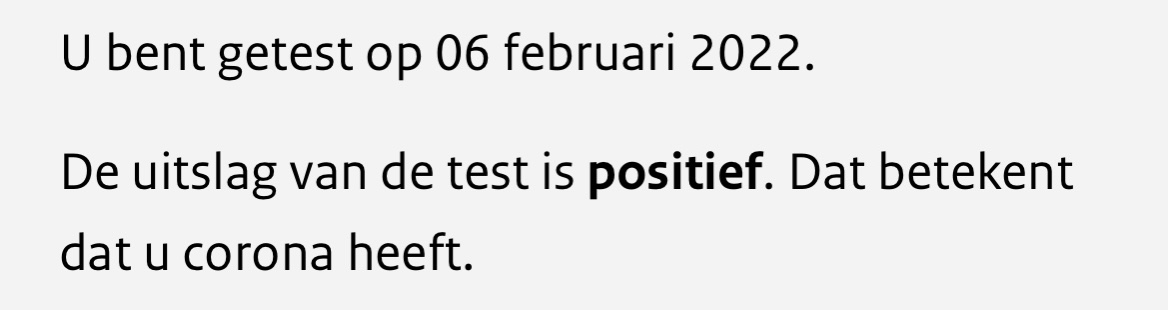 U bent getest op 06 februari 2022.
De uitslag van de test is positief. Dat betekent
dat u corona heeft.